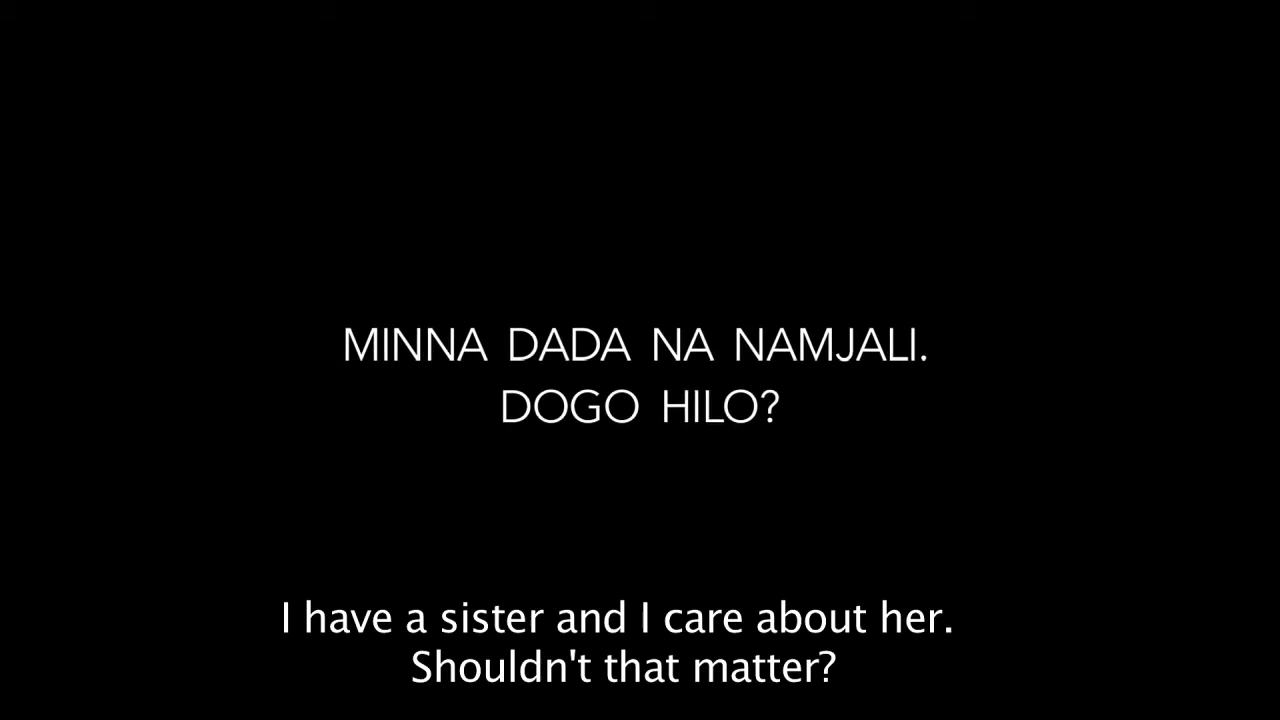 MINNA DADA NA NAMJALI.
DOGO HILO?
I have a sister and I care about her.
Shouldn't that matter?